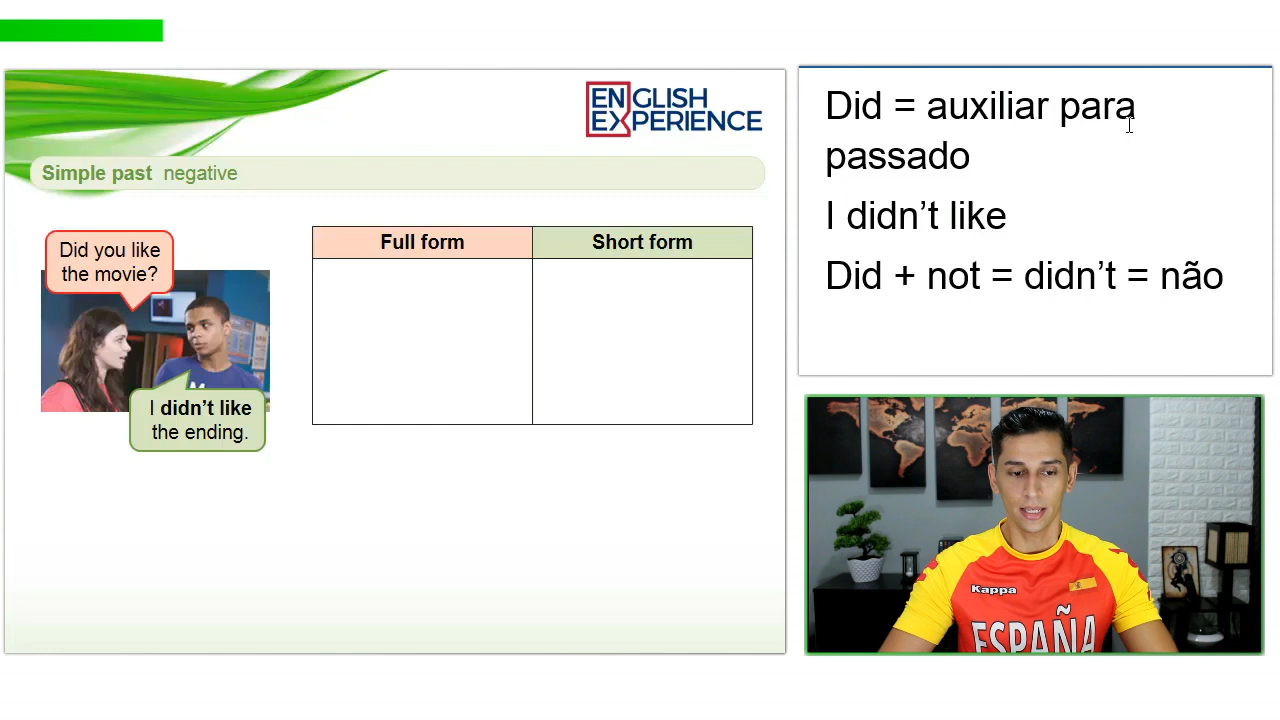 ENGLISH
EXPERIENCE
Simple past negative
Did you like
the movie?
I didn't like
the ending.
Full form
Short form
Did = auxiliar para
passado
I didn't like
Did + not = didn't = não
Kappa
ESPAÑA